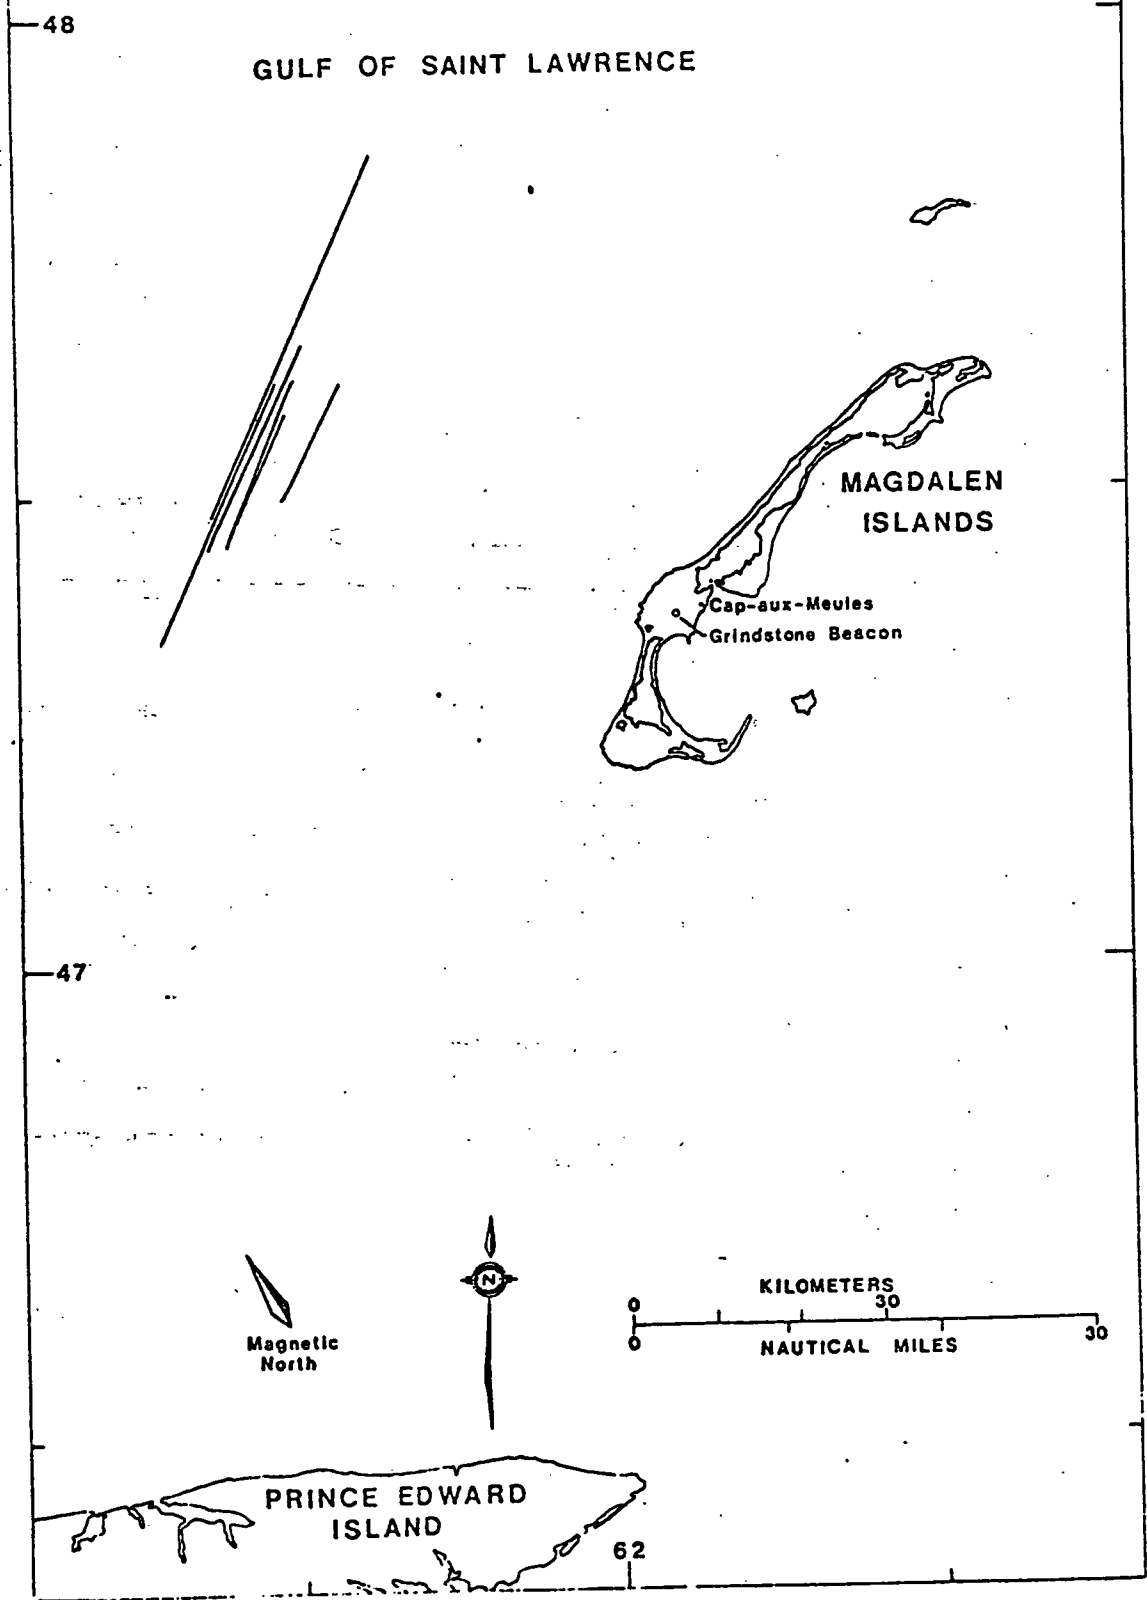 48
GULF OF SAINT LAWRENCE
MAGDALEN
ISLANDS
Cap-aux-Meules
Grindstone Beacon
47
N
Magnetic
North
KILOMETERS
0 30
0 30
NAUTICAL MILES
PRINCE EDWARD
ISLAND
62